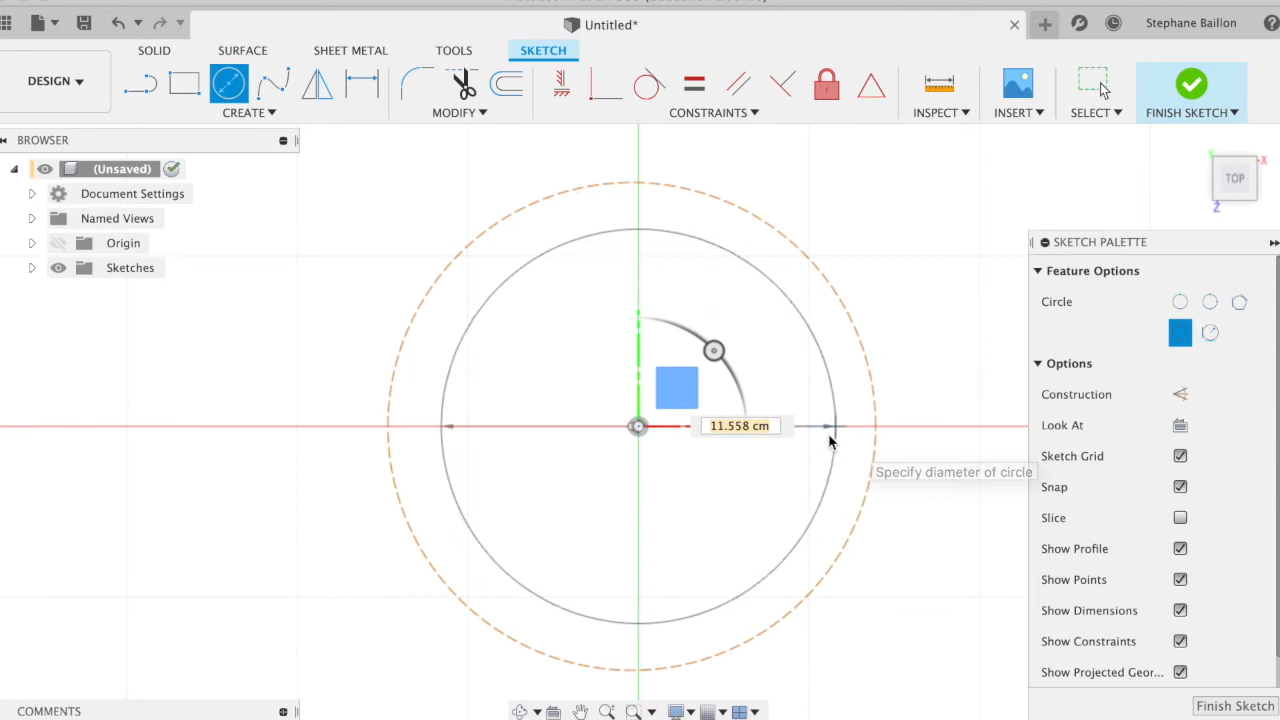 Untitled*
Stephane Baillon
SOLID
SURFACE
SHEET METAL
TOOLS
SKETCH
DESIGN
CREATE
MODIFY
CONSTRAINTS
INSPECT
INSERT
SELECT
FINISH SKETCH
BROWSER
(Unsaved)
Document Settings
Named Views
Origin
Sketches
X
TOP
Z
11.558 cm
Specify diameter of circle
SKETCH PALETTE
Feature Options
Circle
Options
Construction
Look At
Sketch Grid
Snap
Slice
Show Profile
Show Points
Show Dimensions
Show Constraints
Show Projected Geor...
Finish Sketch
COMMENTS